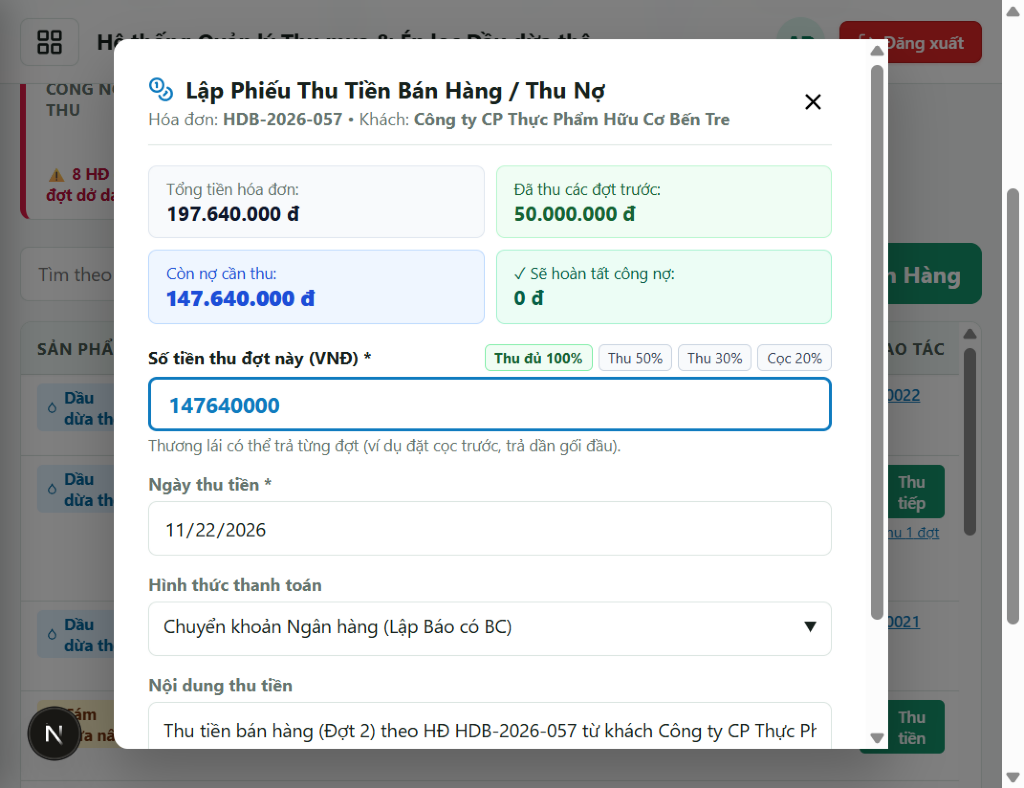 Lập Phiếu Thu Tiền Bán Hàng / Thu Nợ
Hóa đơn: HDB-2026-057 • Khách: Công ty CP Thực Phẩm Hữu Cơ Bến Tre
Tổng tiền hóa đơn:
197.640.000 đ
Đã thu các đợt trước:
50.000.000 đ
Còn nợ cần thu:
147.640.000 đ
✓ Sẽ hoàn tất công nợ:
0 đ
Số tiền thu đợt này (VNĐ) *
Thu đủ 100%
Thu 50%
Thu 30%
Cọc 20%
147640000
Thương lái có thể trả từng đợt (ví dụ đặt cọc trước, trả dần gối đầu).
Ngày thu tiền *
11/22/2026
Hình thức thanh toán
Chuyển khoản Ngân hàng (Lập Báo có BC)
Nội dung thu tiền
Thu tiền bán hàng (Đợt 2) theo HĐ HDB-2026-057 từ khách Công ty CP Thực Ph
Đăng xuất
CÔNG N
THU
8 HĐ
đợt dở da
Tìm theo
n Hàng
SẢN PHẨ
AO TÁC
Dầu
dừa th
0022
Dầu
dừa th
Thu
tiếp
hu 1 đợt
Dầu
dừa th
0021
Thu
tiền
N